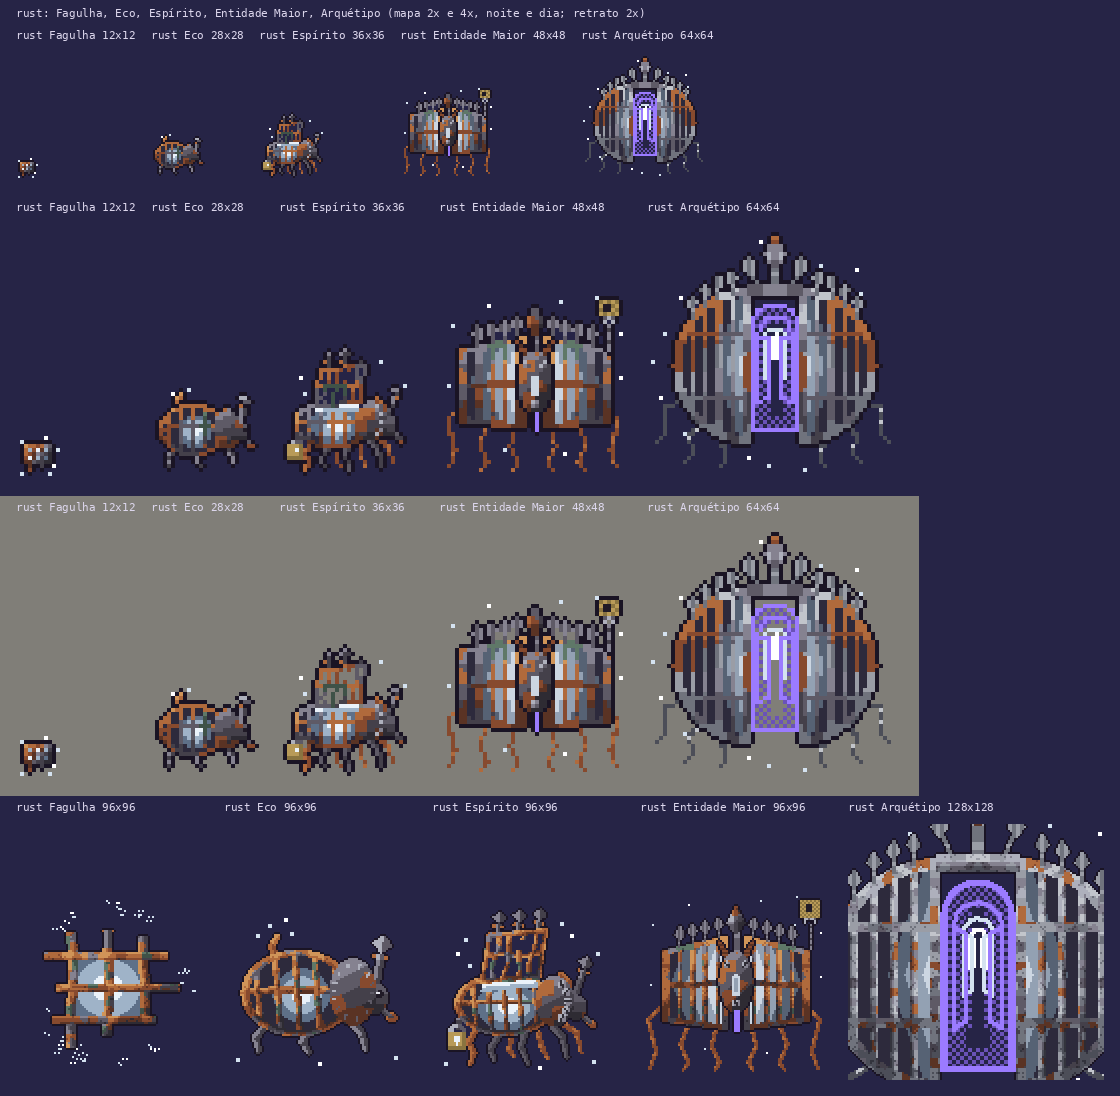 rust: Fagulha, Eco, Espírito, Entidade Maior, Arquétipo (mapa 2x e 4x, noite e dia; retrato 2x)
rust Fagulha 12x12 rust Eco 28x28 rust Espírito 36x36 rust Entidade Maior 48x48 rust Arquétipo 64x64
rust Fagulha 12x12 rust Eco 28x28 rust Espírito 36x36 rust Entidade Maior 48x48 rust Arquétipo 64x64
rust Fagulha 12x12 rust Eco 28x28 rust Espírito 36x36 rust Entidade Maior 48x48 rust Arquétipo 64x64
rust Fagulha 96x96 rust Eco 96x96 rust Espírito 96x96 rust Entidade Maior 96x96 rust Arquétipo 128x128